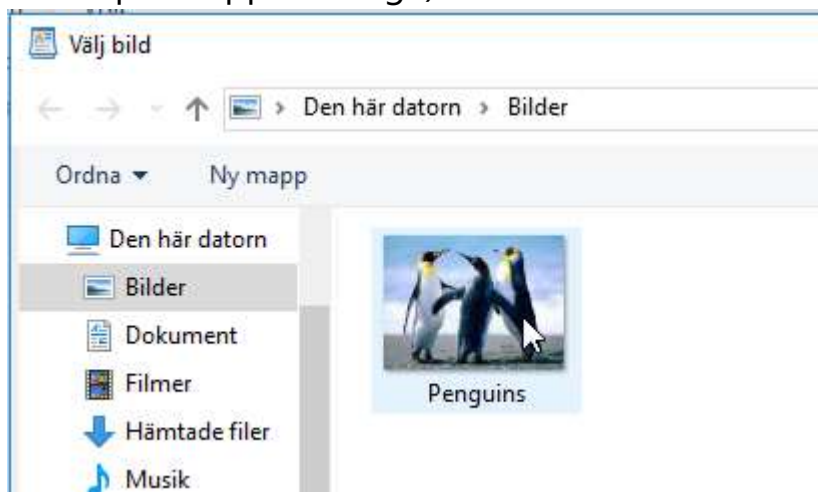 Välj bild
Den här datorn > Bilder
Ordna Ny mapp
Den här datorn
Bilder
Dokument
Penguins
Filmer
Hämtade filer
Musik